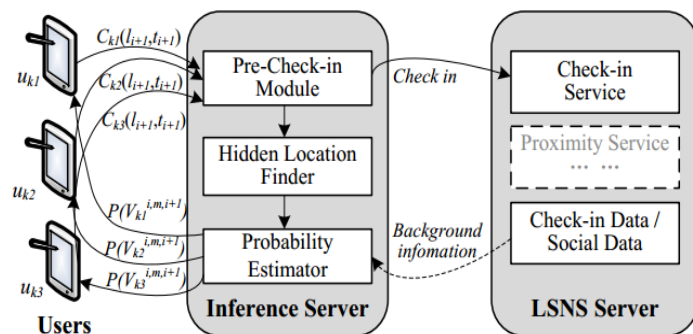 C_{k1}(l_{i+1},t_{i+1})
u_{k1}
C_{k2}(l_{i+1},t_{i+1})
C_{k3}(l_{i+1},t_{i+1})
u_{k2}
P(V_{k1}^{i,m,i+1})
P(V_{k2}^{i,m,i+1})
P(V_{k3}^{i,m,i+1})
u_{k3}
Users
Pre-Check-in
Module
Hidden Location
Finder
Probability
Estimator
Inference Server
Check in
Background
infomation
Check-in
Service
Proximity Service
... ...
Check-in Data /
Social Data
LSNS Server